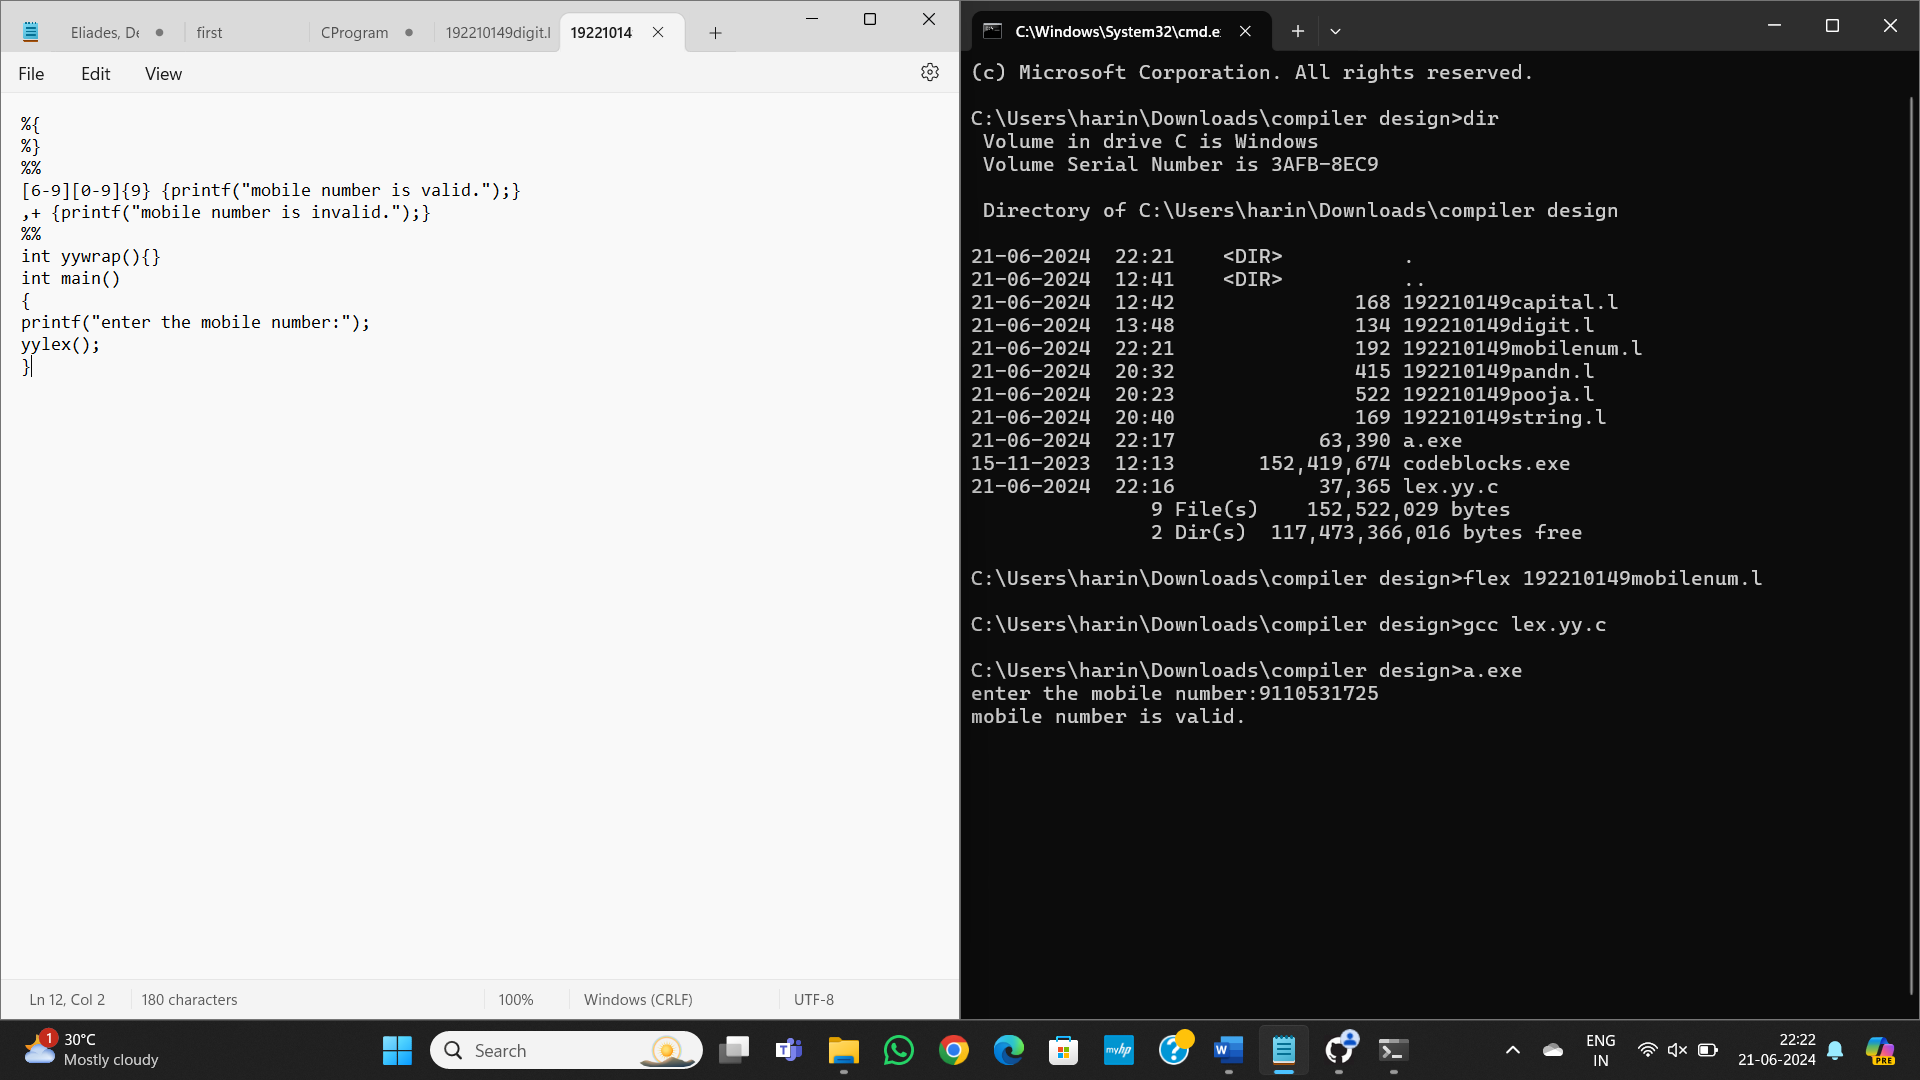 Eliades, De
first
CProgram
192210149digit.l
19221014
File
Edit
View
%{
%}
%%
[6-9][0-9]{9} {printf("mobile number is valid.");}
,+ {printf("mobile number is invalid.");}
%%
int yywrap(){}
int main()
{
printf("enter the mobile number:");
yylex();
}
Ln 12, Col 2
180 characters
100%
Windows (CRLF)
UTF-8
C:\Windows\System32\cmd.e
(c) Microsoft Corporation. All rights reserved.
C:\Users\harin\Downloads\compiler design>dir
Volume in drive C is Windows
Volume Serial Number is 3AFB-8EC9
Directory of C:\Users\harin\Downloads\compiler design
21-06-2024 22:21 <DIR> .
21-06-2024 12:41 <DIR> ..
21-06-2024 12:42 168 192210149capital.l
21-06-2024 13:48 134 192210149digit.l
21-06-2024 22:21 192 192210149mobilenum.l
21-06-2024 20:32 415 192210149pandn.l
21-06-2024 20:23 522 192210149pooja.l
21-06-2024 20:40 169 192210149string.l
21-06-2024 22:17 63,390 a.exe
15-11-2023 12:13 152,419,674 codeblocks.exe
21-06-2024 22:16 37,365 lex.yy.c
9 File(s) 152,522,029 bytes
2 Dir(s) 117,473,366,016 bytes free
C:\Users\harin\Downloads\compiler design>flex 192210149mobilenum.l
C:\Users\harin\Downloads\compiler design>gcc lex.yy.c
C:\Users\harin\Downloads\compiler design>a.exe
enter the mobile number:9110531725
mobile number is valid.
1
30°C
Mostly cloudy
Search
myhp
ENG
IN
22:22
21-06-2024
PRE